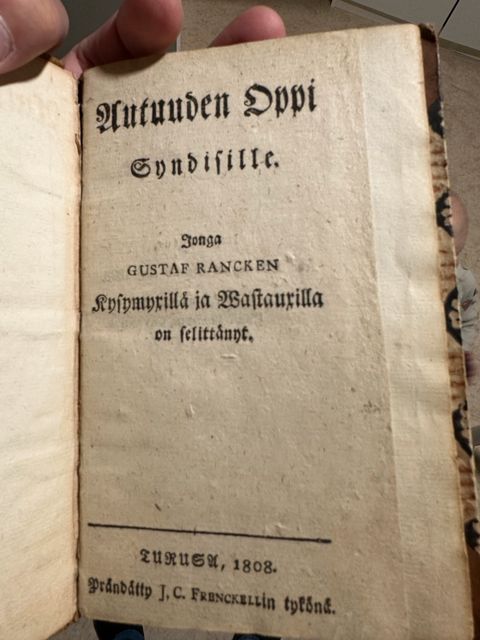 Autuuden Oppi
Syndisille.
Jonga
GUSTAF RANCKEN
Kysymyxillä ja Wastauxilla
on selittänyt.
TURUSA, 1808.
Prändätty J. C. FRENCKELLin tykönä.